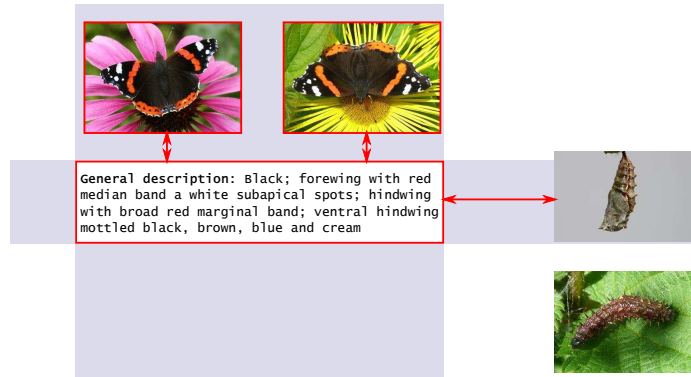 General description: Black; forewing with red
median band a white subapical spots; hindwing
with broad red marginal band; ventral hindwing
mottled black, brown, blue and cream